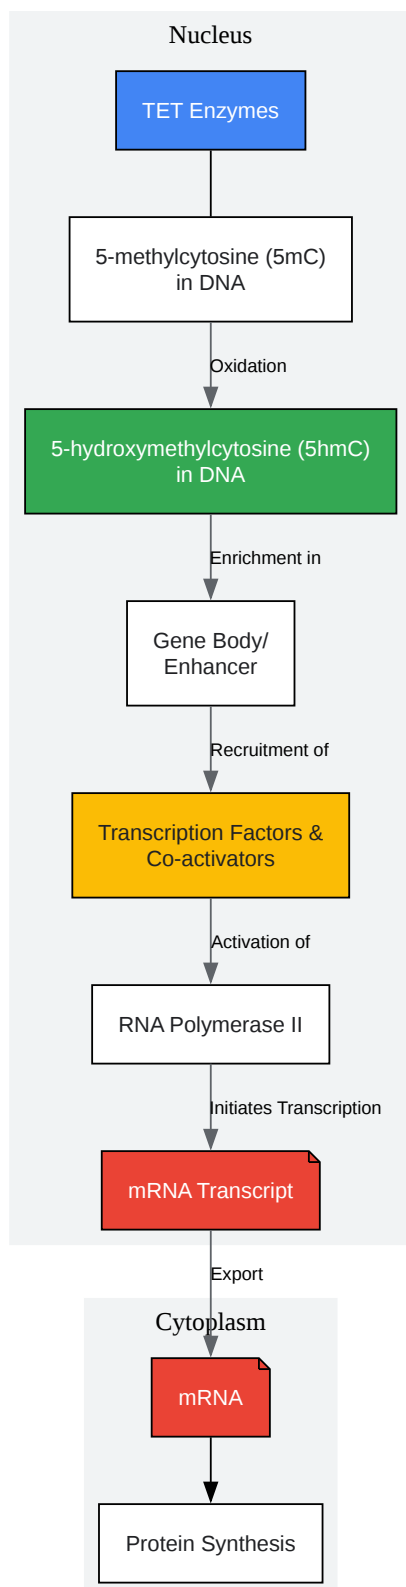 Nucleus
TET Enzymes
5-methylcytosine (5mC)
in DNA
Oxidation
5-hydroxymethylcytosine (5hmC)
in DNA
Enrichment in
Gene Body/
Enhancer
Recruitment of
Transcription Factors &
Co-activators
Activation of
RNA Polymerase II
Initiates Transcription
mRNA Transcript
Export
Cytoplasm
mRNA
Protein Synthesis